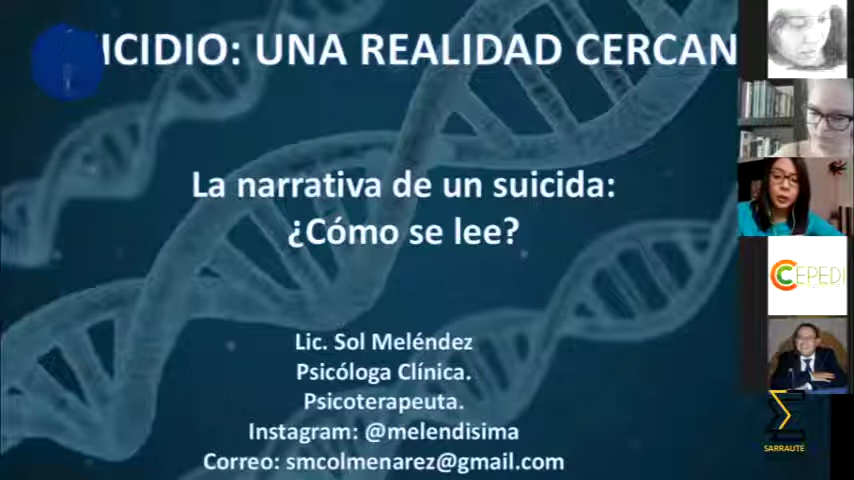 ICIDIO: UNA REALIDAD CERCAN
La narrativa de un suicida:
¿Cómo se lee?
Lic. Sol Meléndez
Psicóloga Clínica.
Psicoterapeuta.
Instagram: @melendisima
Correo: smcolmenarez@gmail.com
CEPEDI
SARRAUTE